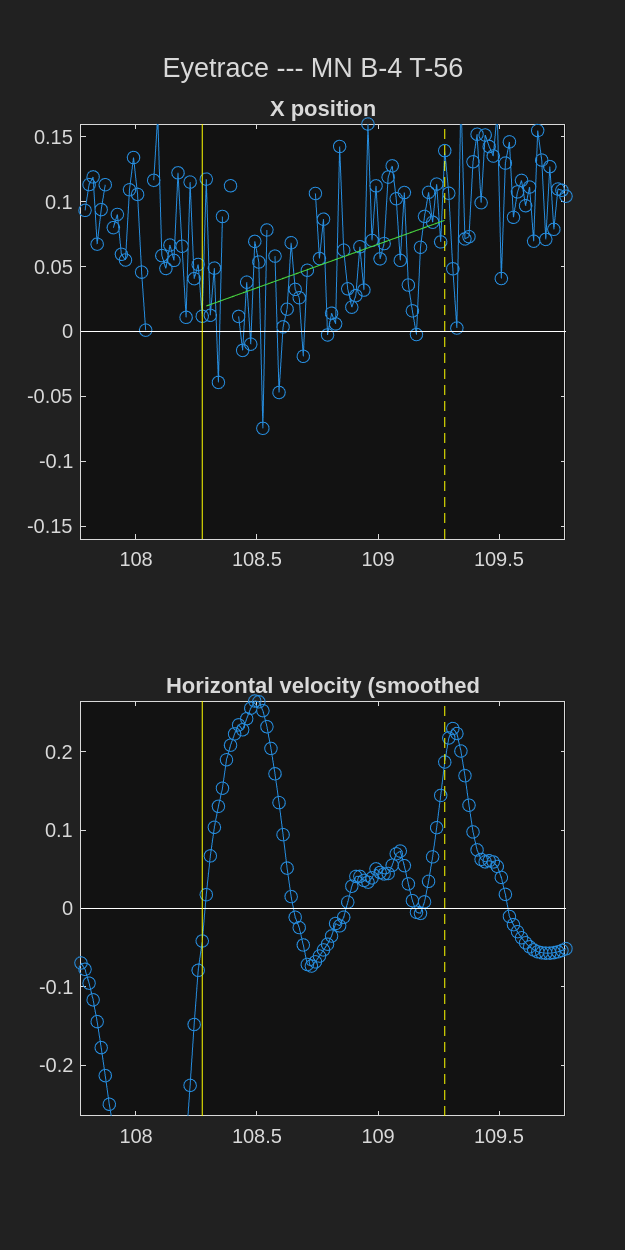 Eyetrace --- MN B-4 T-56
X position
0.15
0.1
0.05
0
-0.05
-0.1
-0.15
108 108.5 109 109.5
Horizontal velocity (smoothed
0.2
0.1
0
-0.1
-0.2
108 108.5 109 109.5